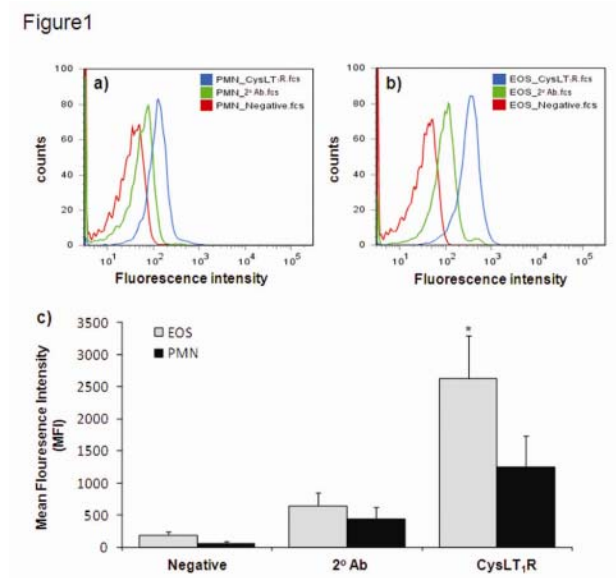 Figure1
a)
PMN_CysLT₁R.fcs
PMN_2º Ab.fcs
PMN_Negative.fcs
100
80
60
40
20
0
counts
10¹ 10² 10³ 10⁴ 10⁵
Fluorescence intensity
b)
EOS_CysLT₁R.fcs
EOS_2º Ab.fcs
EOS_Negative.fcs
100
80
60
40
20
0
counts
10¹ 10² 10³ 10⁴ 10⁵
Fluorescence intensity
c)
EOS
PMN
*
3500
3000
2500
2000
1500
1000
500
0
Mean Flouresence Intensity
(MFI)
Negative 2º Ab CysLT₁R